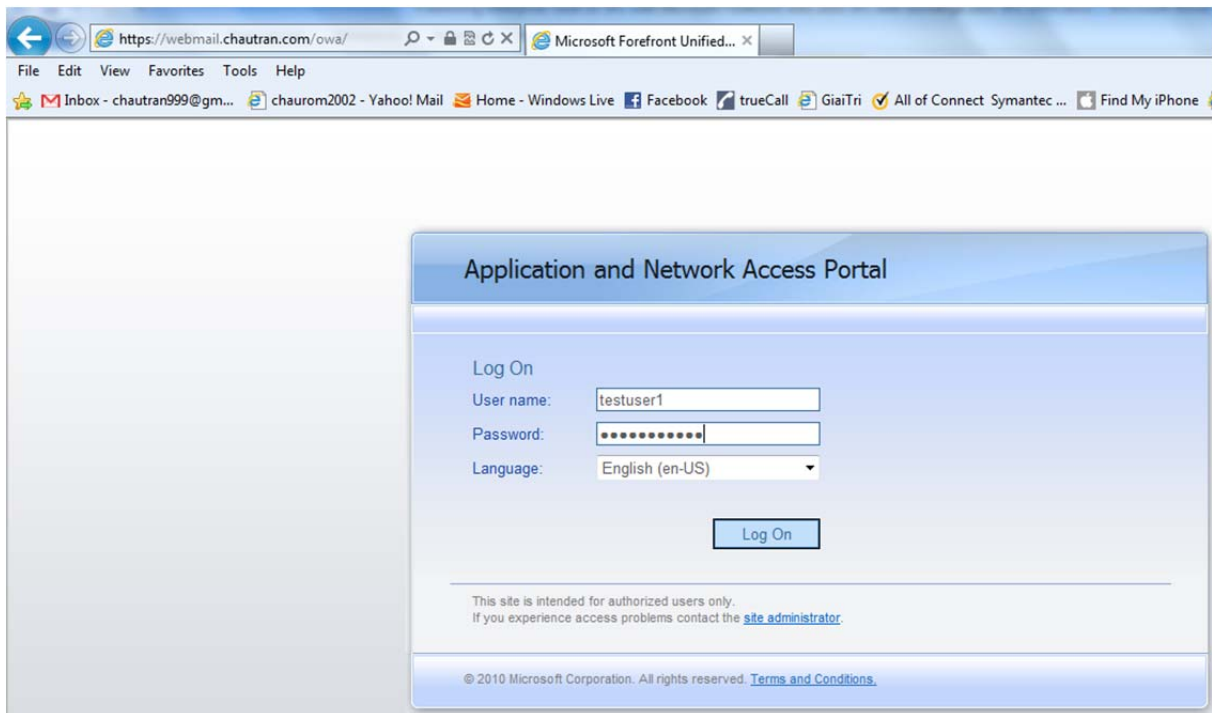 https://webmail.chautran.com/owa/ Microsoft Forefront Unified...
File Edit View Favorites Tools Help
Inbox - chautran999@gm... chaurom2002 - Yahoo! Mail Home - Windows Live Facebook trueCall GiaiTri All of Connect Symantec ... Find My iPhone
Application and Network Access Portal
Log On
User name: testuser1
Password: ●●●●●●●●●●●
Language: English (en-US)
Log On
This site is intended for authorized users only.
If you experience access problems contact the site administrator.
© 2010 Microsoft Corporation. All rights reserved. Terms and Conditions.